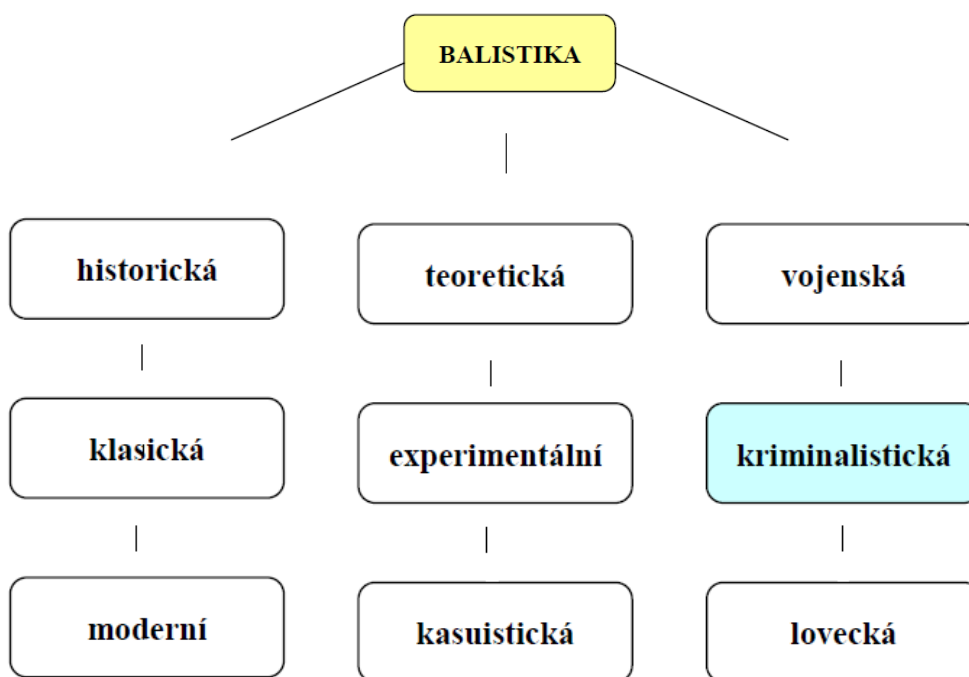 BALISTIKA
historická
teoretická
vojenská
klasická
experimentální
kriminalistická
moderní
kasuistická
lovecká